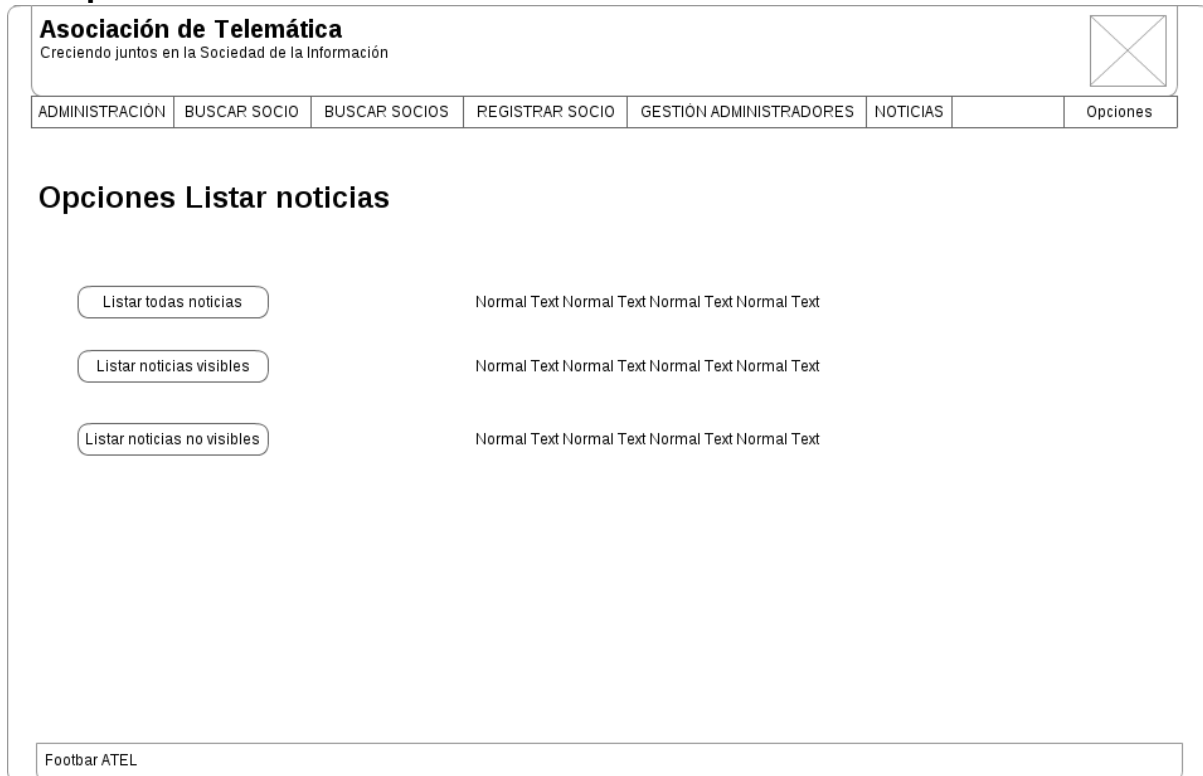 Asociación de Telemática
Creciendo juntos en la Sociedad de la Información
ADMINISTRACIÓN BUSCAR SOCIO BUSCAR SOCIOS REGISTRAR SOCIO GESTIÓN ADMINISTRADORES NOTICIAS Opciones
Opciones Listar noticias
Listar todas noticias Normal Text Normal Text Normal Text Normal Text
Listar noticias visibles Normal Text Normal Text Normal Text Normal Text
Listar noticias no visibles Normal Text Normal Text Normal Text Normal Text
Footbar ATEL